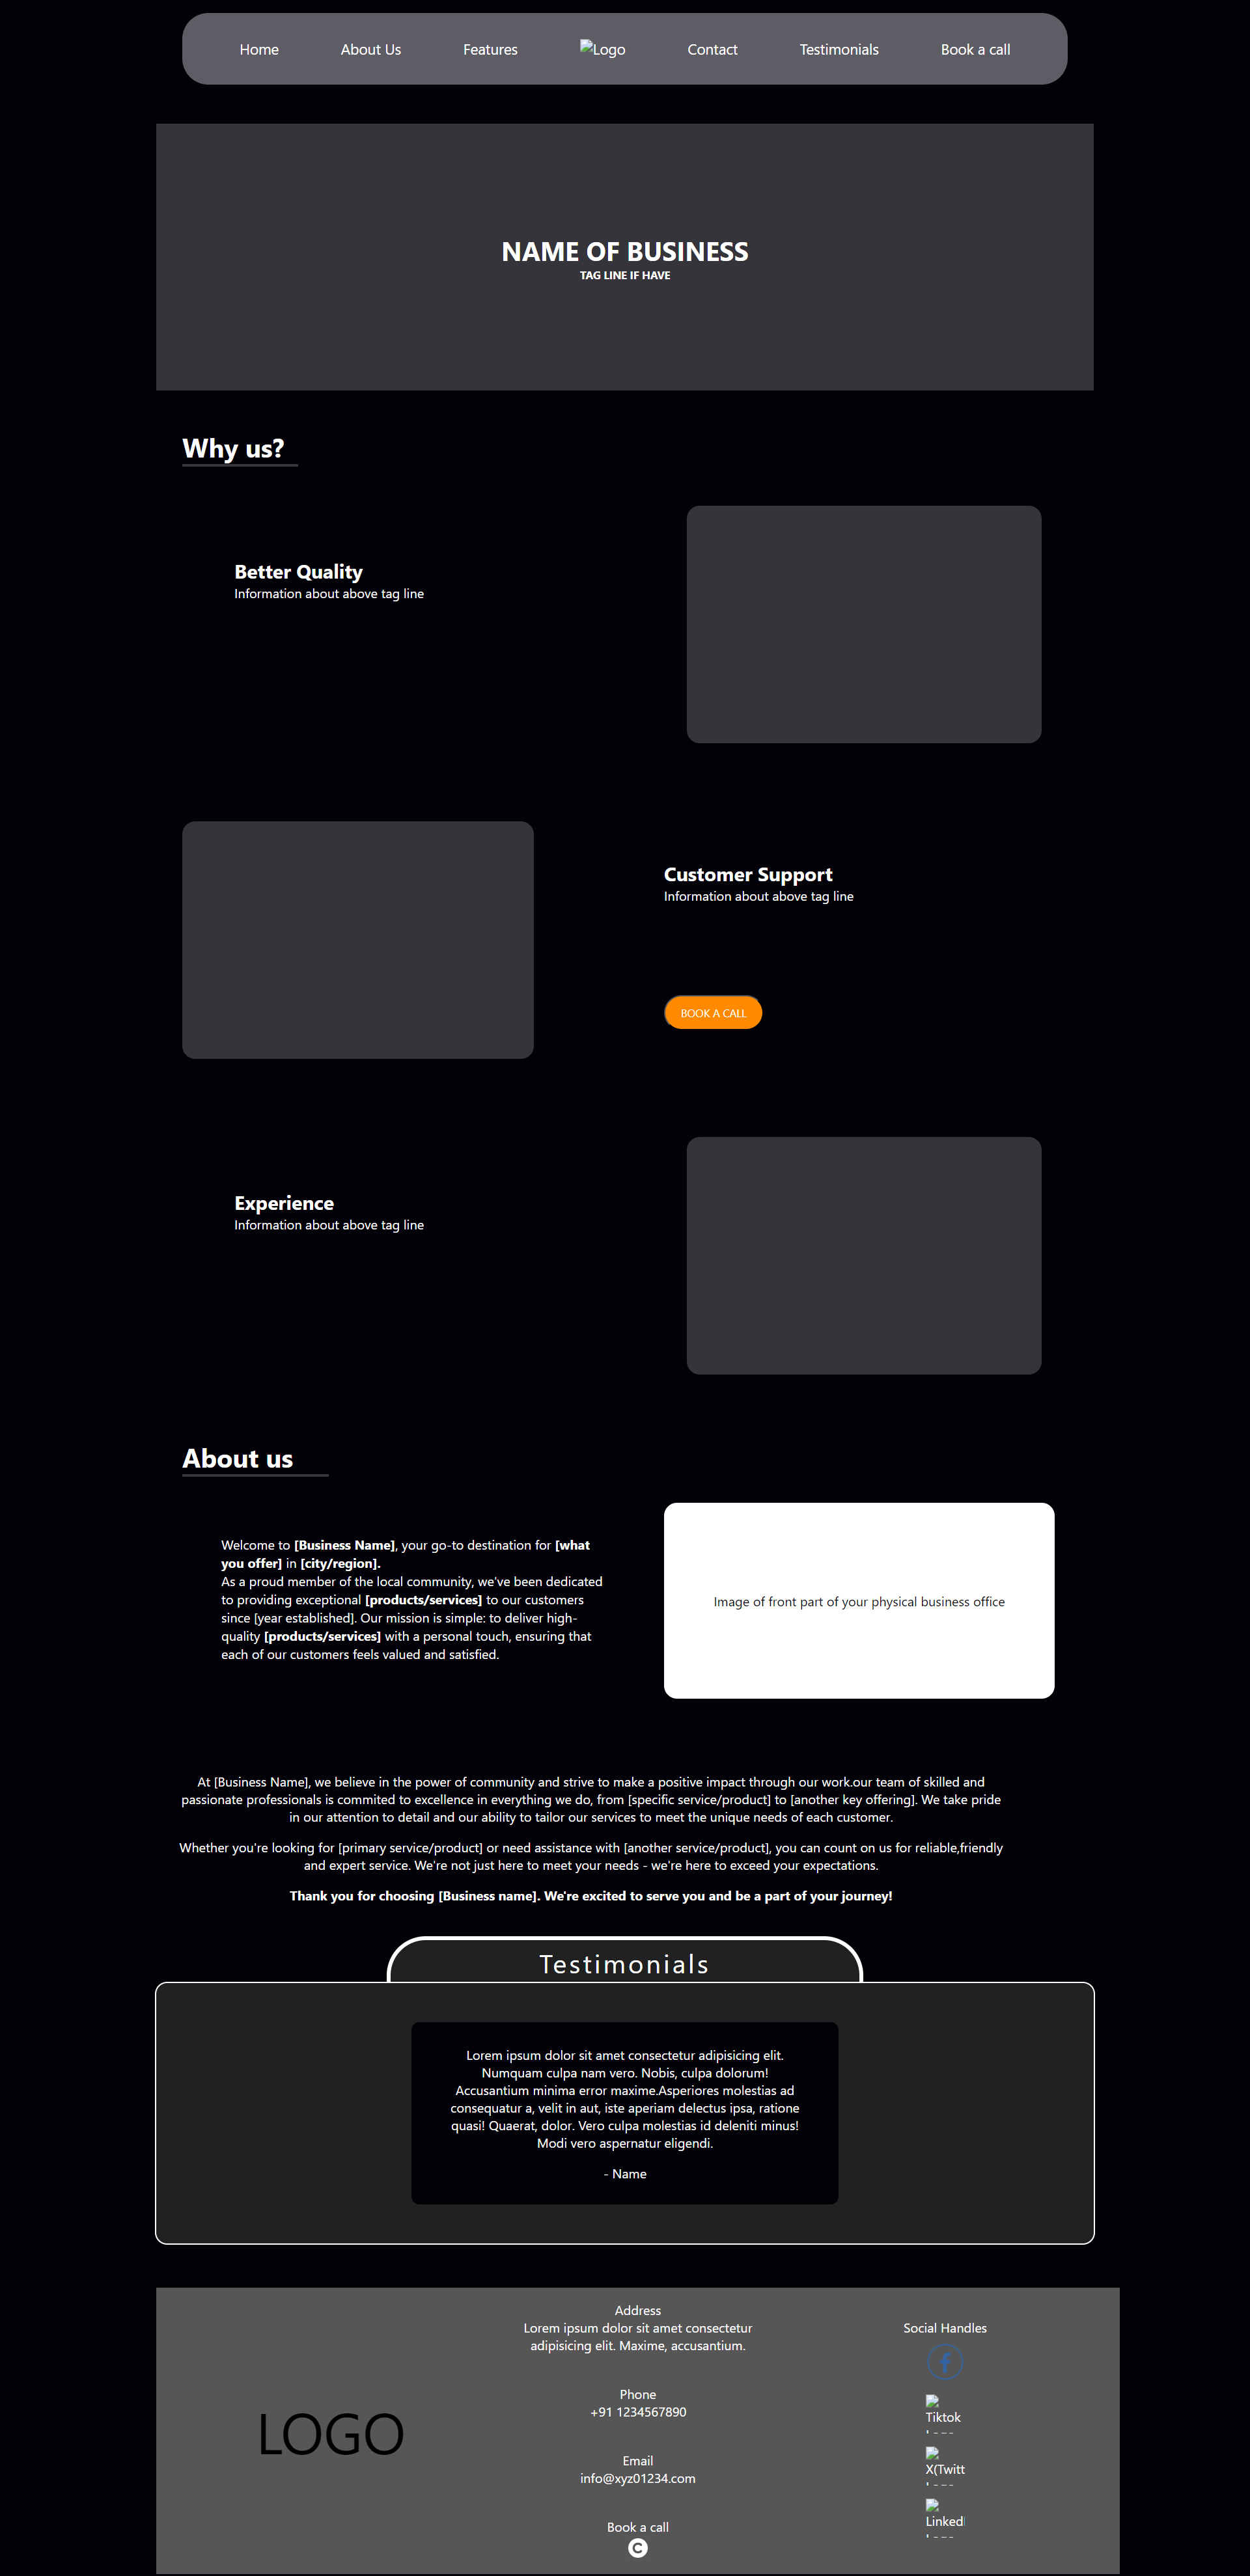 Home About Us Features Logo Contact Testimonials Book a call
NAME OF BUSINESS
TAG LINE IF HAVE
Why us?
Better Quality
Information about above tag line
Customer Support
Information about above tag line
BOOK A CALL
Experience
Information about above tag line
About us
Welcome to [Business Name], your go-to destination for [what
you offer] in [city/region].
As a proud member of the local community, we've been dedicated
to providing exceptional [products/services] to our customers
since [year established]. Our mission is simple: to deliver high-
quality [products/services] with a personal touch, ensuring that
each of our customers feels valued and satisfied.
Image of front part of your physical business office
At [Business Name], we believe in the power of community and strive to make a positive impact through our work.our team of skilled and
passionate professionals is commited to excellence in everything we do, from [specific service/product] to [another key offering]. We take pride
in our attention to detail and our ability to tailor our services to meet the unique needs of each customer.
Whether you're looking for [primary service/product] or need assistance with [another service/product], you can count on us for reliable,friendly
and expert service. We're not just here to meet your needs - we're here to exceed your expectations.
Thank you for choosing [Business name]. We're excited to serve you and be a part of your journey!
Testimonials
Lorem ipsum dolor sit amet consectetur adipisicing elit.
Numquam culpa nam vero. Nobis, culpa dolorum!
Accusantium minima error maxime.Asperiores molestias ad
consequatur a, velit in aut, iste aperiam delectus ipsa, ratione
quasi! Quaerat, dolor. Vero culpa molestias id deleniti minus!
Modi vero aspernatur eligendi.
- Name
LOGO
Address
Lorem ipsum dolor sit amet consectetur
adipisicing elit. Maxime, accusantium.
Phone
+91 1234567890
Email
info@xyz01234.com
Book a call
C
Social Handles
Tiktok
X(Twitt
Linked